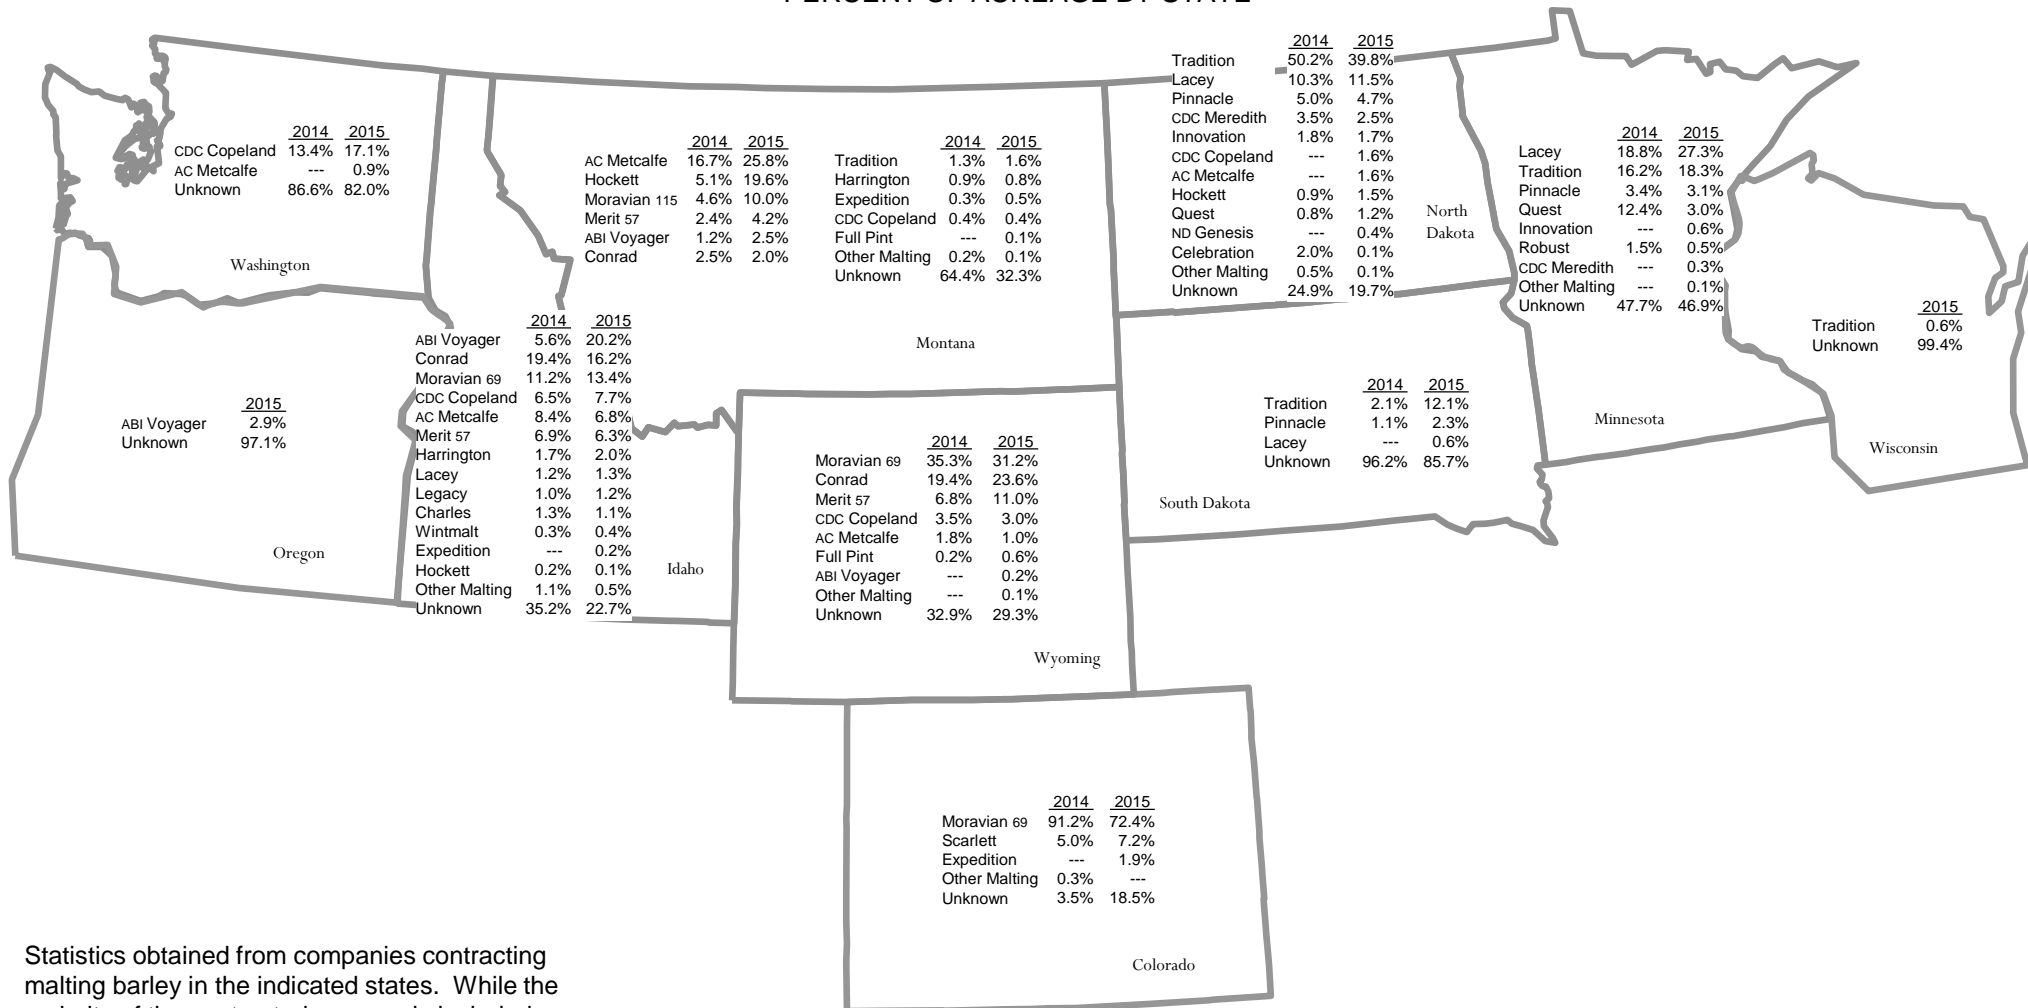 PERCENT OF ACREAGE BY STATE
2014 2015
CDC Copeland 13.4% 17.1%
AC Metcalfe --- 0.9%
Unknown 86.6% 82.0%
Washington
2015
ABI Voyager 2.9%
Unknown 97.1%
Oregon
2014 2015
ABI Voyager 5.6% 20.2%
Conrad 19.4% 16.2%
Moravian 69 11.2% 13.4%
CDC Copeland 6.5% 7.7%
AC Metcalfe 8.4% 6.8%
Merit 57 6.9% 6.3%
Harrington 1.7% 2.0%
Lacey 1.2% 1.3%
Legacy 1.0% 1.2%
Charles 1.3% 1.1%
Wintmalt 0.3% 0.4%
Expedition --- 0.2%
Hockett 0.2% 0.1%
Other Malting 1.1% 0.5%
Unknown 35.2% 22.7%
Idaho
2014 2015
AC Metcalfe 16.7% 25.8%
Hockett 5.1% 19.6%
Moravian 115 4.6% 10.0%
Merit 57 2.4% 4.2%
ABI Voyager 1.2% 2.5%
Conrad 2.5% 2.0%
2014 2015
Tradition 1.3% 1.6%
Harrington 0.9% 0.8%
Expedition 0.3% 0.5%
CDC Copeland 0.4% 0.4%
Full Pint --- 0.1%
Other Malting 0.2% 0.1%
Unknown 64.4% 32.3%
Montana
2014 2015
Moravian 69 35.3% 31.2%
Conrad 19.4% 23.6%
Merit 57 6.8% 11.0%
CDC Copeland 3.5% 3.0%
AC Metcalfe 1.8% 1.0%
Full Pint 0.2% 0.6%
ABI Voyager --- 0.2%
Other Malting --- 0.1%
Unknown 32.9% 29.3%
Wyoming
2014 2015
Moravian 69 91.2% 72.4%
Scarlett 5.0% 7.2%
Expedition --- 1.9%
Other Malting 0.3% ---
Unknown 3.5% 18.5%
Colorado
2014 2015
Tradition 50.2% 39.8%
Lacey 10.3% 11.5%
Pinnacle 5.0% 4.7%
CDC Meredith 3.5% 2.5%
Innovation 1.8% 1.7%
CDC Copeland --- 1.6%
AC Metcalfe --- 1.6%
Hockett 0.9% 1.5%
Quest 0.8% 1.2%
ND Genesis --- 0.4%
Celebration 2.0% 0.1%
Other Malting 0.5% 0.1%
Unknown 24.9% 19.7%
North
Dakota
2014 2015
Tradition 2.1% 12.1%
Pinnacle 1.1% 2.3%
Lacey --- 0.6%
Unknown 96.2% 85.7%
South Dakota
2014 2015
Lacey 18.8% 27.3%
Tradition 16.2% 18.3%
Pinnacle 3.4% 3.1%
Quest 12.4% 3.0%
Innovation --- 0.6%
Robust 1.5% 0.5%
CDC Meredith --- 0.3%
Other Malting --- 0.1%
Unknown 47.7% 46.9%
Minnesota
2015
Tradition 0.6%
Unknown 99.4%
Wisconsin
Statistics obtained from companies contracting
malting barley in the indicated states. While the